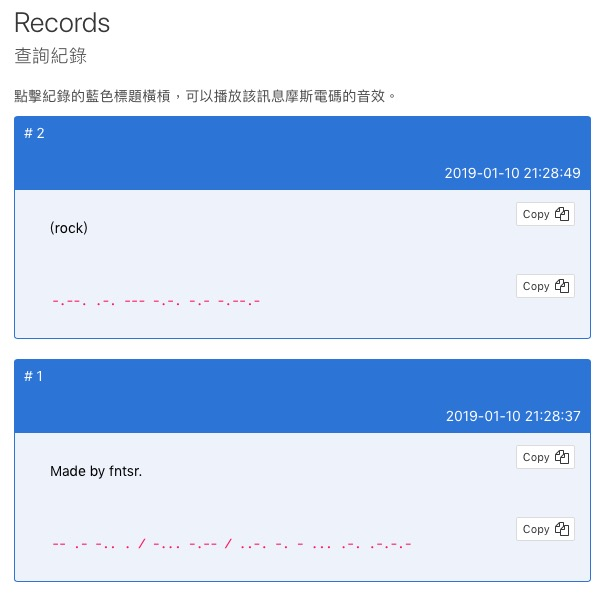 Records
查詢紀錄
點擊紀錄的藍色標題橫槓，可以播放該訊息摩斯電碼的音效。
# 2
2019-01-10 21:28:49
Copy
(rock)
Copy
-.--. .-. --- -.-. -.- -.--.-
# 1
2019-01-10 21:28:37
Copy
Made by fntsr.
Copy
-- .- -.. . / -... -.-- / ..-. -. - ... .-. .-.-.-